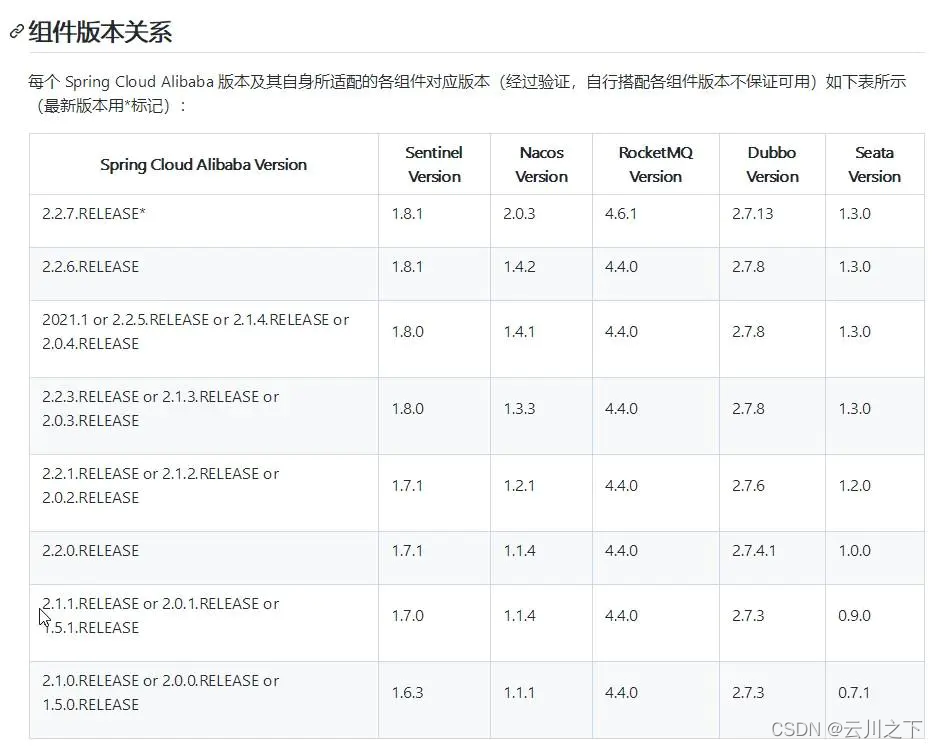 组件版本关系
每个 Spring Cloud Alibaba 版本及其自身所适配的各组件对应版本（经过验证，自行搭配各组件版本不保证可用）如下表所示
（最新版本用*标记）：
Spring Cloud Alibaba Version Sentinel Version Nacos Version RocketMQ Version Dubbo Version Seata Version
2.2.7.RELEASE* 1.8.1 2.0.3 4.6.1 2.7.13 1.3.0
2.2.6.RELEASE 1.8.1 1.4.2 4.4.0 2.7.8 1.3.0
2021.1 or 2.2.5.RELEASE or 2.1.4.RELEASE or
2.0.4.RELEASE 1.8.0 1.4.1 4.4.0 2.7.8 1.3.0
2.2.3.RELEASE or 2.1.3.RELEASE or
2.0.3.RELEASE 1.8.0 1.3.3 4.4.0 2.7.8 1.3.0
2.2.1.RELEASE or 2.1.2.RELEASE or
2.0.2.RELEASE 1.7.1 1.2.1 4.4.0 2.7.6 1.2.0
2.2.0.RELEASE 1.7.1 1.1.4 4.4.0 2.7.4.1 1.0.0
2.1.1.RELEASE or 2.0.1.RELEASE or
1.5.1.RELEASE 1.7.0 1.1.4 4.4.0 2.7.3 0.9.0
2.1.0.RELEASE or 2.0.0.RELEASE or
1.5.0.RELEASE 1.6.3 1.1.1 4.4.0 2.7.3 0.7.1
CSDN @云川之下